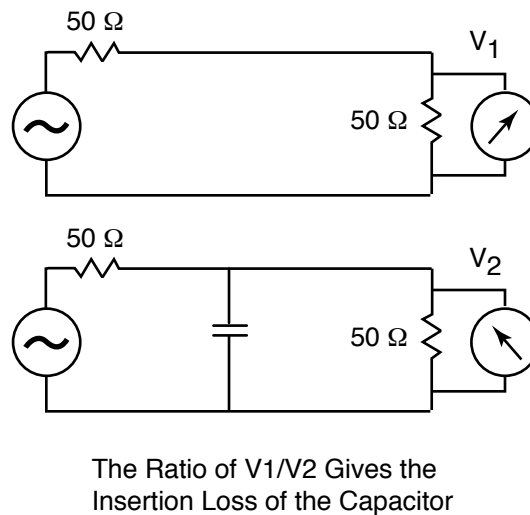 50 Ω
V1
50 Ω
50 Ω
V2
50 Ω
The Ratio of V1/V2 Gives the
Insertion Loss of the Capacitor